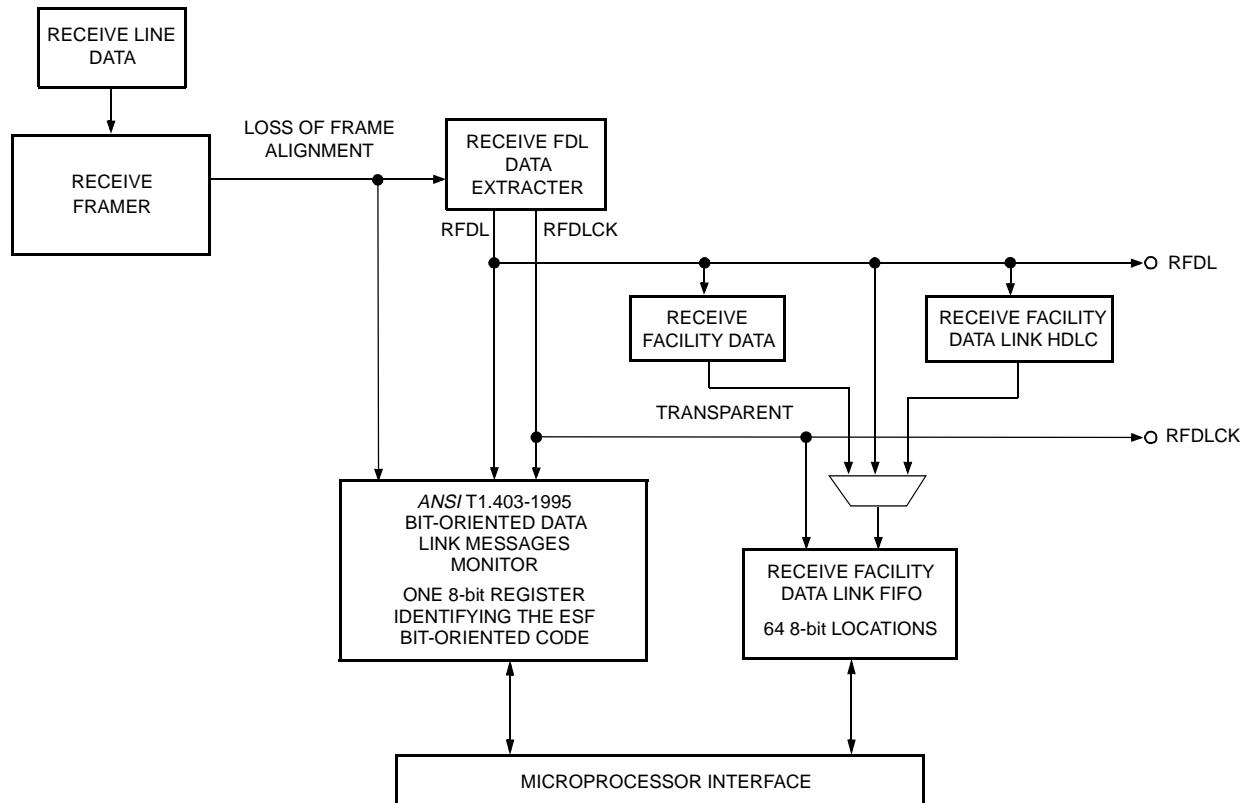 RECEIVE LINE
DATA
LOSS OF FRAME
ALIGNMENT
RECEIVE
FRAMER
RECEIVE FDL
DATA
EXTRACTER
RFDL
RFDLCK
RFDL
RECEIVE
FACILITY DATA
RECEIVE FACILITY
DATA LINK HDLC
TRANSPARENT
RFDLCK
ANSI T1.403-1995
BIT-ORIENTED DATA
LINK MESSAGES
MONITOR
ONE 8-bit REGISTER
IDENTIFYING THE ESF
BIT-ORIENTED CODE
RECEIVE FACILITY
DATA LINK FIFO
64 8-bit LOCATIONS
MICROPROCESSOR INTERFACE